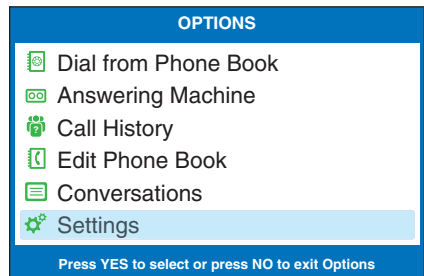 OPTIONS
Dial from Phone Book
Answering Machine
Call History
Edit Phone Book
Conversations
Settings
Press YES to select or press NO to exit Options